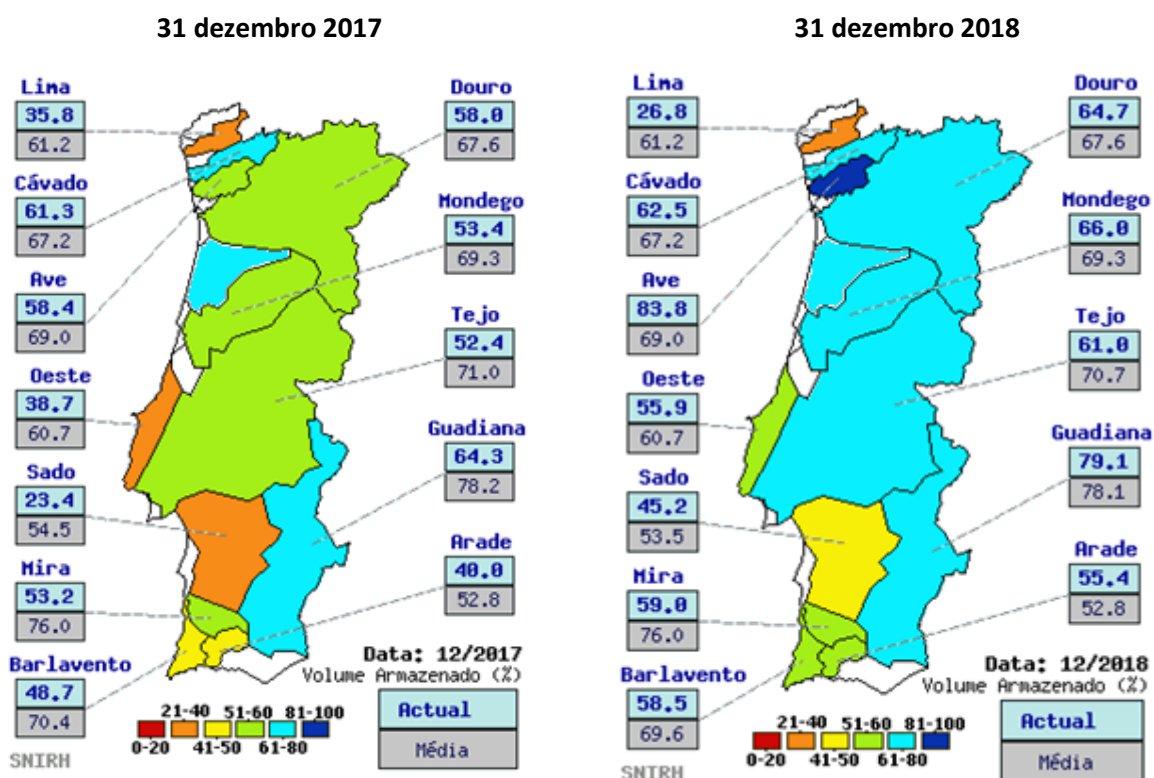 31 dezembro 2017
Lima
35.8
61.2
Cávado
61.3
67.2
Ave
58.4
69.0
Oeste
38.7
60.7
Sado
23.4
54.5
Mira
53.2
76.0
Barlavento
48.7
70.4
Douro
58.0
67.6
Mondego
53.4
69.3
Tejo
52.4
71.0
Guadiana
64.3
78.2
Arade
40.0
52.8
Data: 12/2017
Volume Armazenado (%)
21-40 51-60 81-100
0-20 41-50 61-80
Actual
Média
SNIRH
31 dezembro 2018
Lima
26.8
61.2
Cávado
62.5
67.2
Ave
83.8
69.0
Oeste
55.9
60.7
Sado
45.2
53.5
Mira
59.0
76.0
Barlavento
58.5
69.6
Douro
64.7
67.6
Mondego
66.0
69.3
Tejo
61.0
70.7
Guadiana
79.1
78.1
Arade
55.4
52.8
Data: 12/2018
Volume Armazenado (%)
21-40 51-60 81-100
0-20 41-50 61-80
Actual
Média
SNIRH